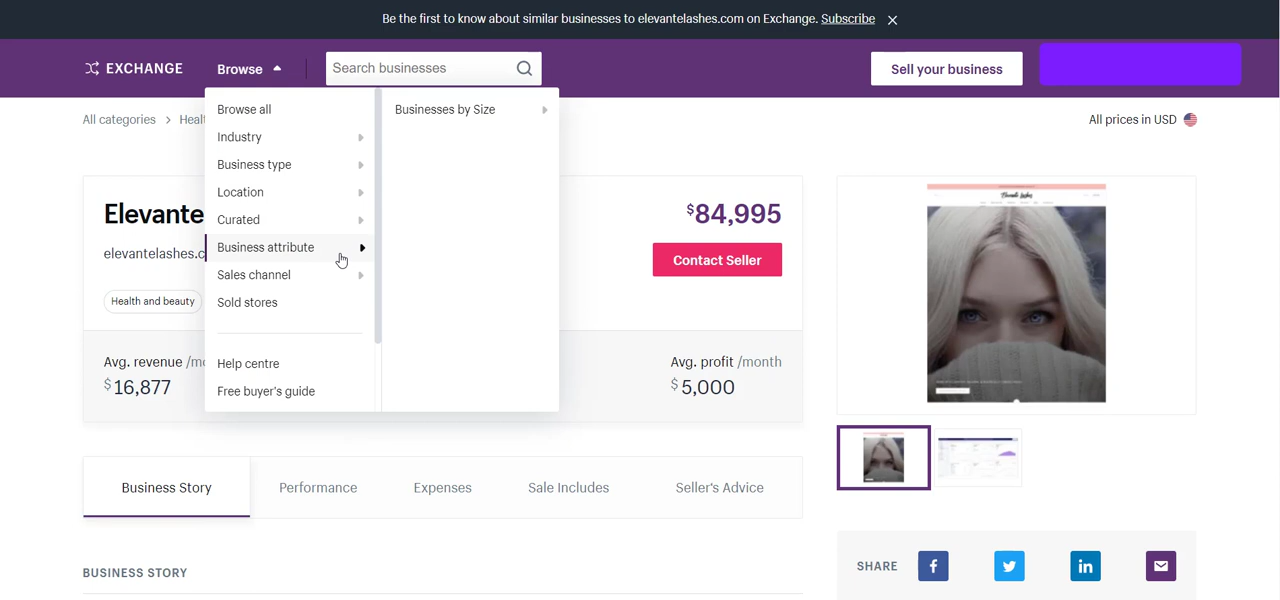 Be the first to know about similar businesses to elevantelashes.com on Exchange. Subscribe
EXCHANGE
Browse
Search businesses
Sell your business
Browse all
Industry
Business type
Location
Curated
Business attribute
Sales channel
Sold stores
Help centre
Free buyer's guide
Businesses by Size
All categories
All prices in USD
Elevante
$84,995
Contact Seller
Health and beauty
Avg. revenue
$16,877
Avg. profit /month
$5,000
Elevante Lashes
Business Story
Performance
Expenses
Sale Includes
Seller's Advice
BUSINESS STORY
SHARE